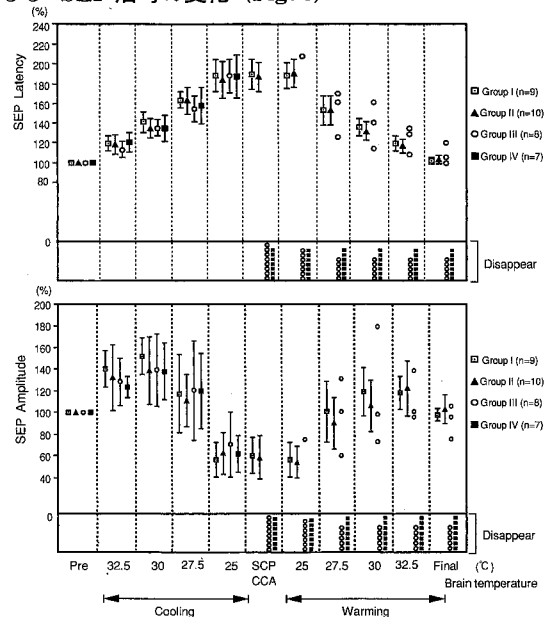 (%)
SEP Latency
240
220
200
180
160
140
120
100
80
0
Group I (n=9)
Group II (n=10)
Group III (n=8)
Group IV (n=7)
Disappear
(%)
SEP Amplitude
200
180
160
140
120
100
80
60
40
20
0
Group I (n=9)
Group II (n=10)
Group III (n=8)
Group IV (n=7)
Disappear
Pre 32.5 30 27.5 25 SCP 25 27.5 30 32.5 Final (℃)
CCA Brain temperature
Cooling Warming